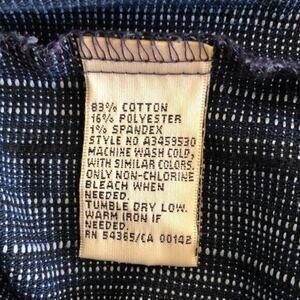 83% COTTON
16% POLYESTER
1% SPANDEX
STYLE NO A3459530
MACHINE WASH COLD,
WITH SIMILAR COLORS.
ONLY NON-CHLORINE
BLEACH WHEN
NEEDED.
TUMBLE DRY LOW.
WARM IRON IF
NEEDED.
RN 54365/CA 00142